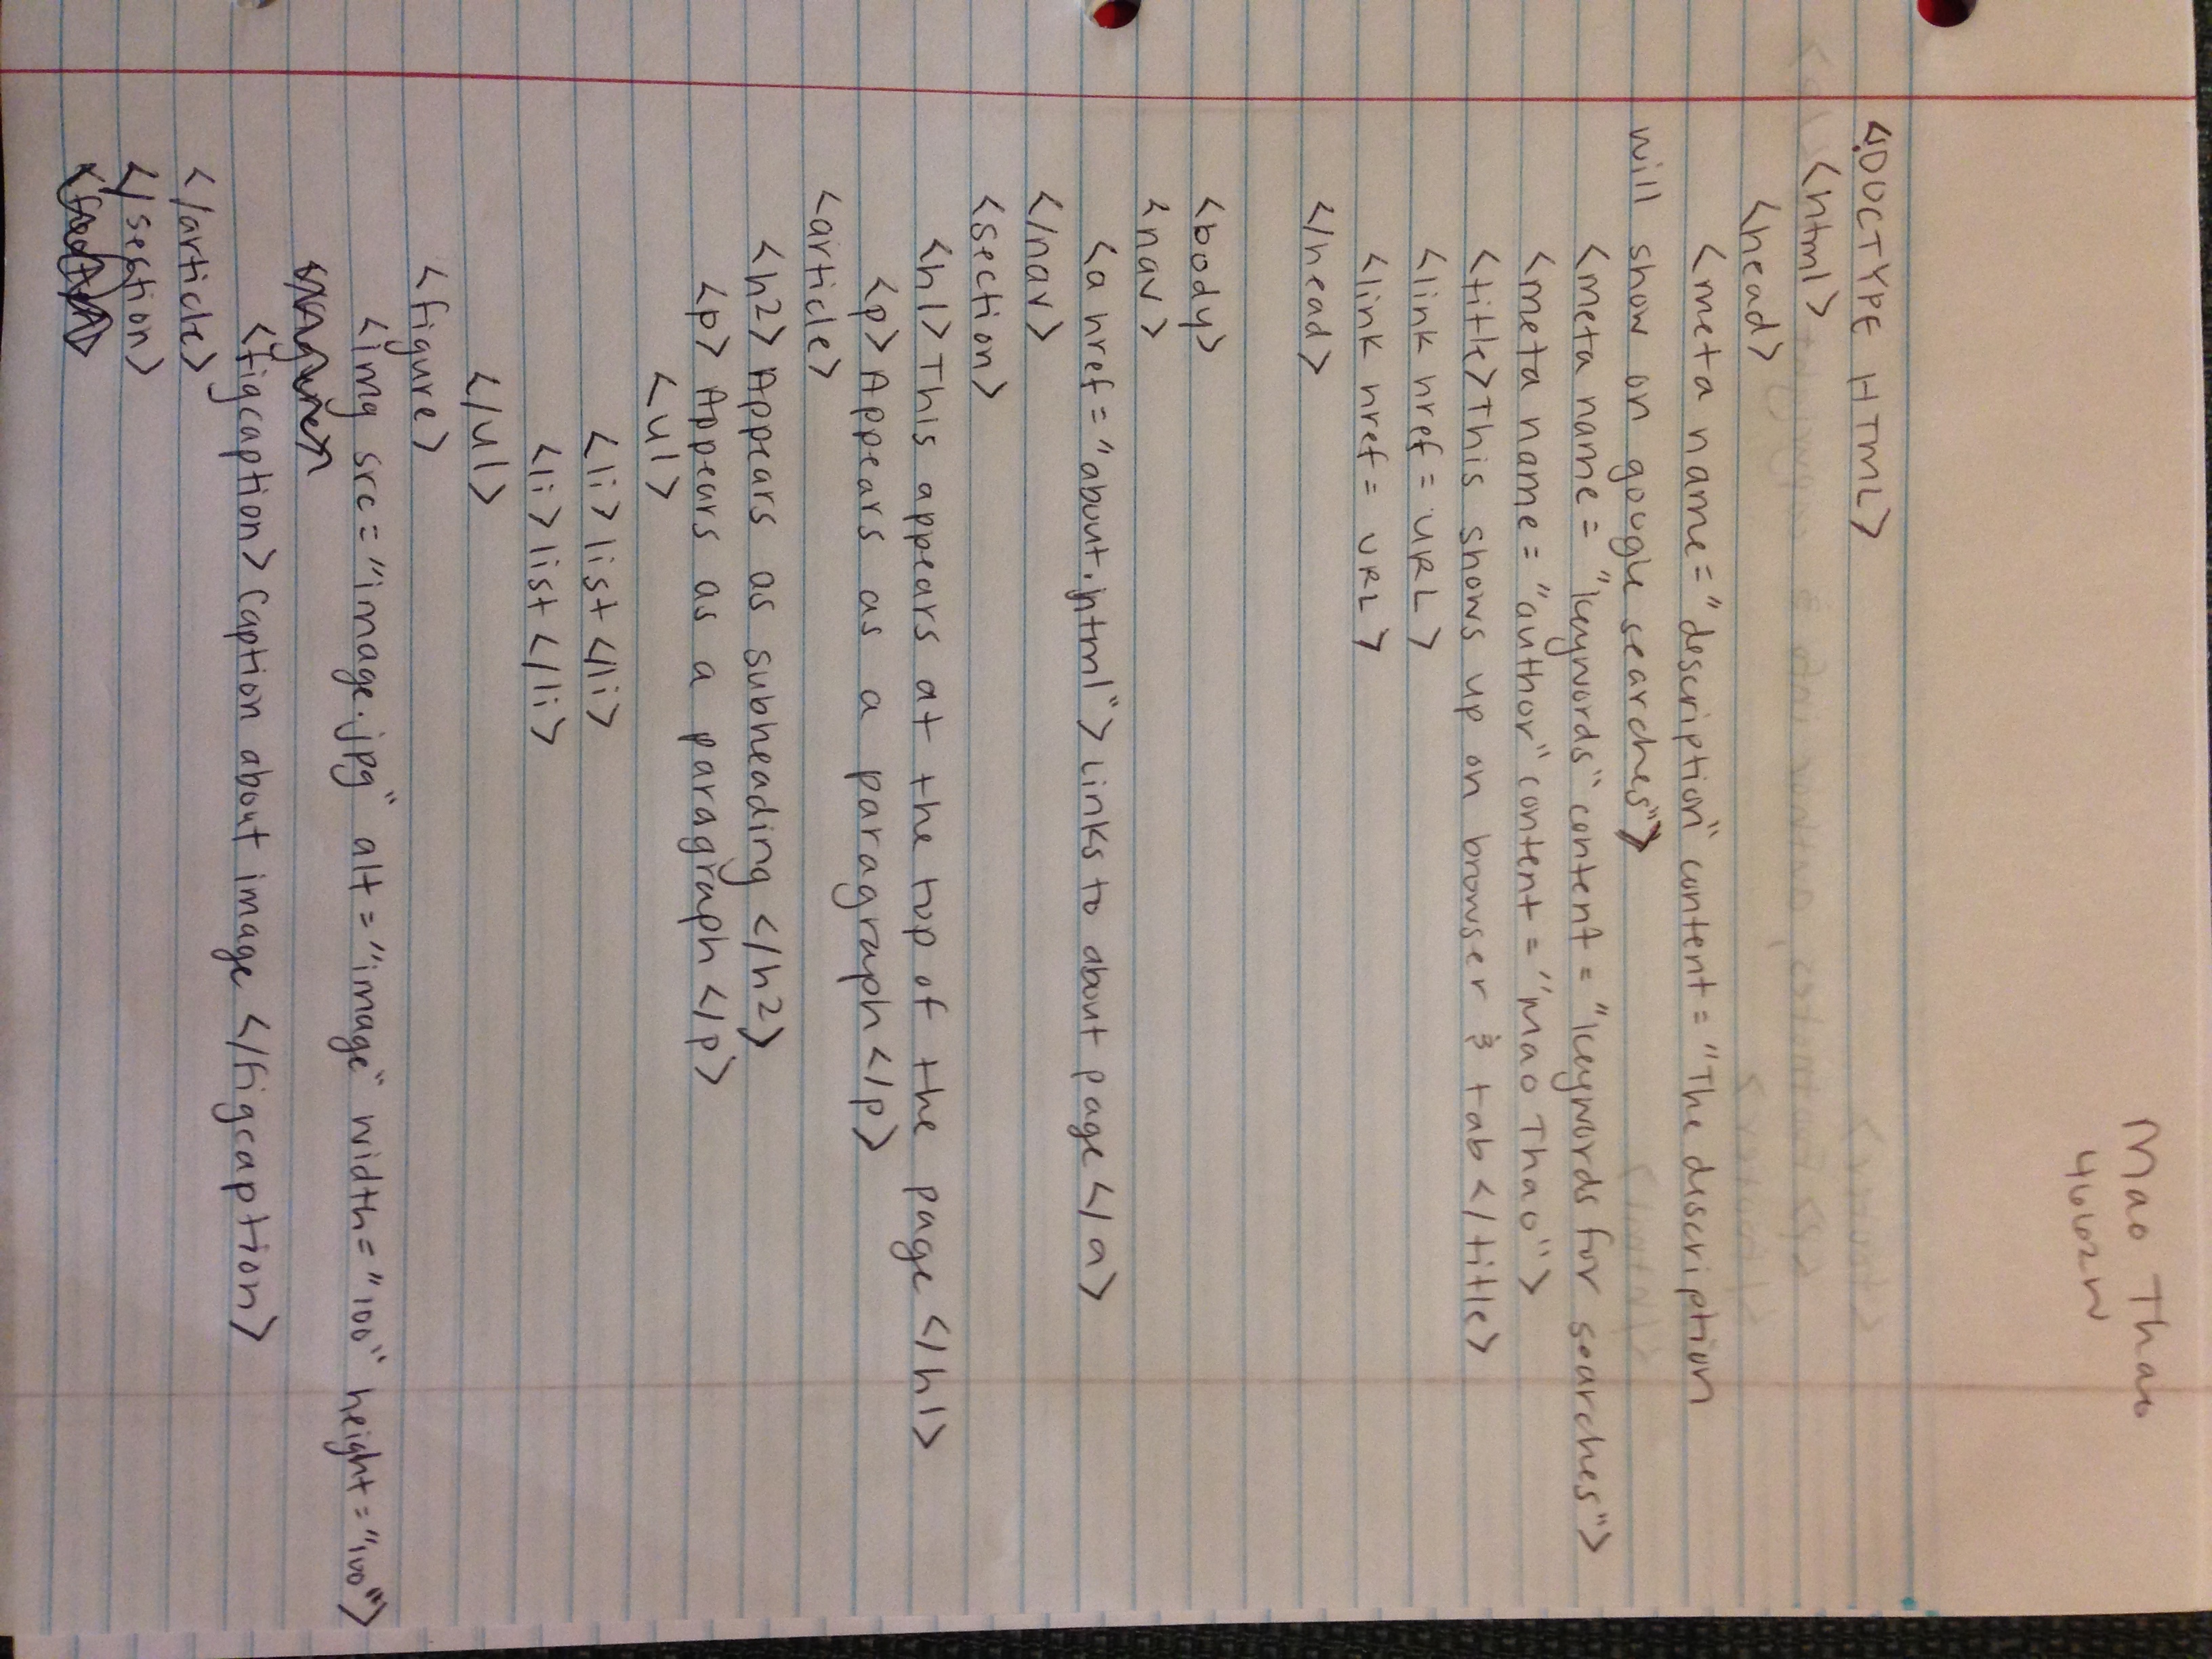 Mao Thao
4662W
<!DOCTYPE HTML>
<html>
<head>
<meta name="description" content="The description
will show on google searches">
<meta name="keywords" content="keywords for searches">
<meta name="author" content="Mao Thao">
<title>This shows up on browser & tab</title>
<link href=URL>
<link href=URL>
</head>
<body>
<nav>
<a href="about.html">Links to about page</a>
</nav>
<section>
<h1>This appears at the top of the page</h1>
<p>Appears as a paragraph</p>
<article>
<h2>Appears as subheading</h2>
<p>Appears as a paragraph</p>
<ul>
<li>list</li>
<li>list</li>
</ul>
<figure>
<img src="image.jpg" alt="image" width="100" height="100">
<figcaption>Caption about image</figcaption>
</article>
</section>